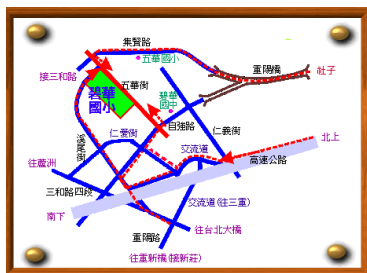 集賢路
五華國小
重陽橋
社子
接三和路
五華街
碧華
國小
碧華
國中
自強路
仁義街
北上
溪尾街
仁愛街
交流道
高速公路
往蘆洲
三和路四段
交流道(往三重)
南下
重陽路
往台北大橋
往重新橋(接新莊)